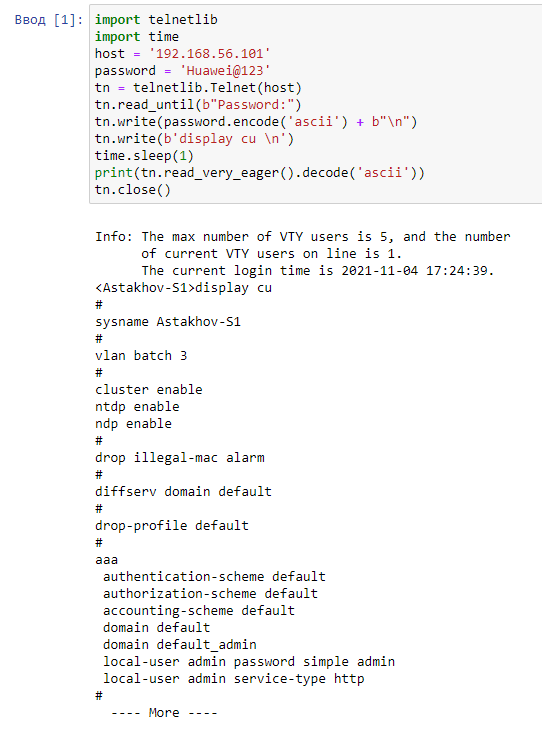 Ввод [1]: import telnetlib
import time
host = '192.168.56.101'
password = 'Huawei@123'
tn = telnetlib.Telnet(host)
tn.read_until(b"Password:")
tn.write(password.encode('ascii') + b"\n")
tn.write(b'display cu \n')
time.sleep(1)
print(tn.read_very_eager().decode('ascii'))
tn.close()
Info: The max number of VTY users is 5, and the number
      of current VTY users on line is 1.
      The current login time is 2021-11-04 17:24:39.
<Astakhov-S1>display cu
#
sysname Astakhov-S1
#
vlan batch 3
#
cluster enable
ntdp enable
ndp enable
#
drop illegal-mac alarm
#
diffserv domain default
#
drop-profile default
#
aaa
 authentication-scheme default
 authorization-scheme default
 accounting-scheme default
 domain default
 domain default_admin
 local-user admin password simple admin
 local-user admin service-type http
#
  ---- More ----